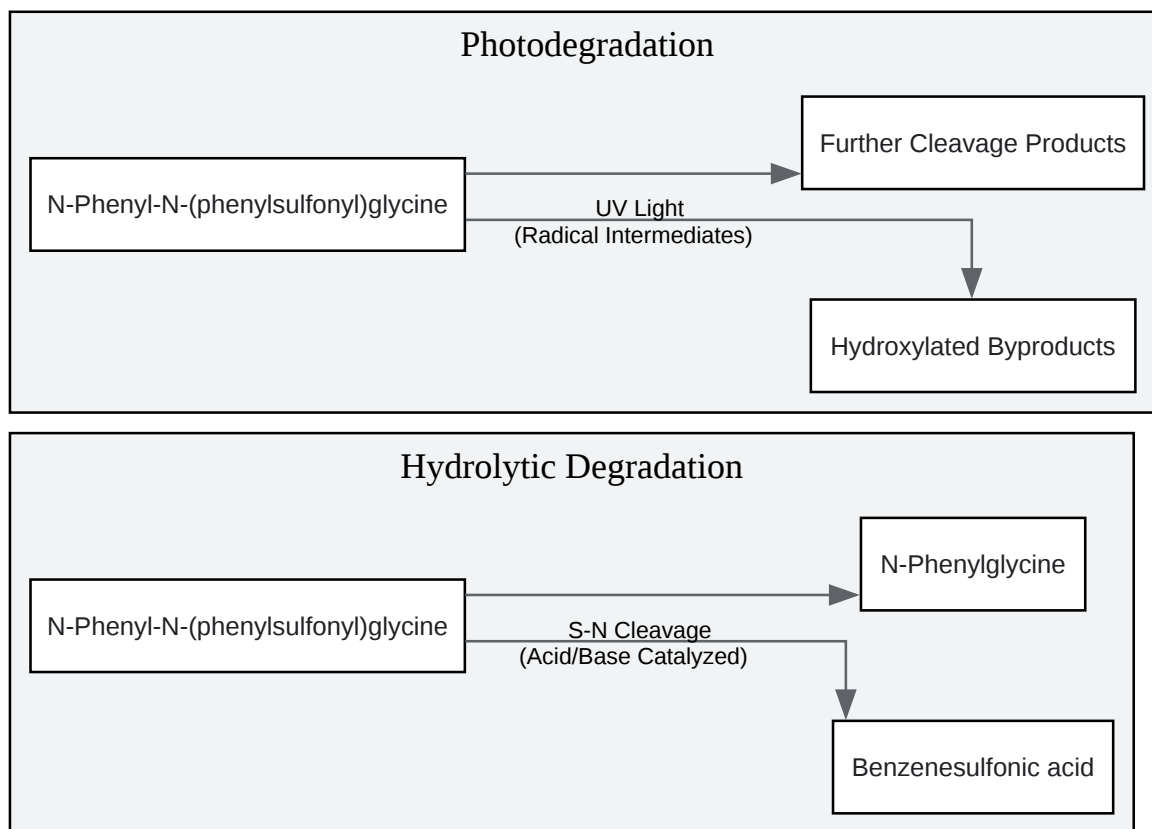 Photodegradation
Further Cleavage Products
N-Phenyl-N-(phenylsulfonyl)glycine
UV Light
(Radical Intermediates)
Hydroxylated Byproducts
Hydrolytic Degradation
N-Phenylglycine
N-Phenyl-N-(phenylsulfonyl)glycine
S-N Cleavage
(Acid/Base Catalyzed)
Benzenesulfonic acid